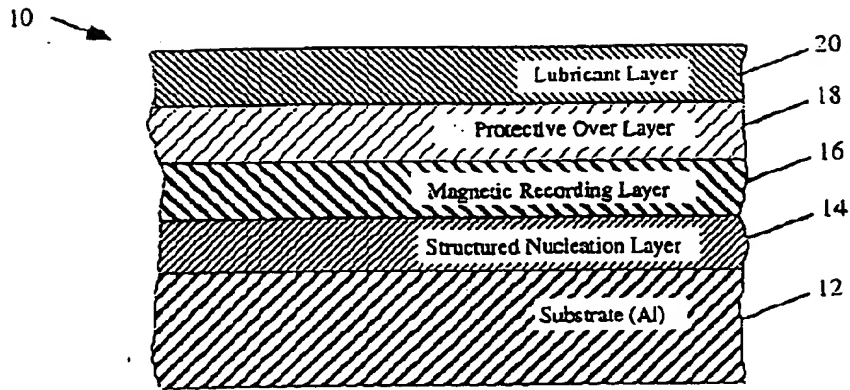 10
20
Lubricant Layer
18
Protective Over Layer
16
Magnetic Recording Layer
14
Structured Nucleation Layer
12
Substrate (Al)